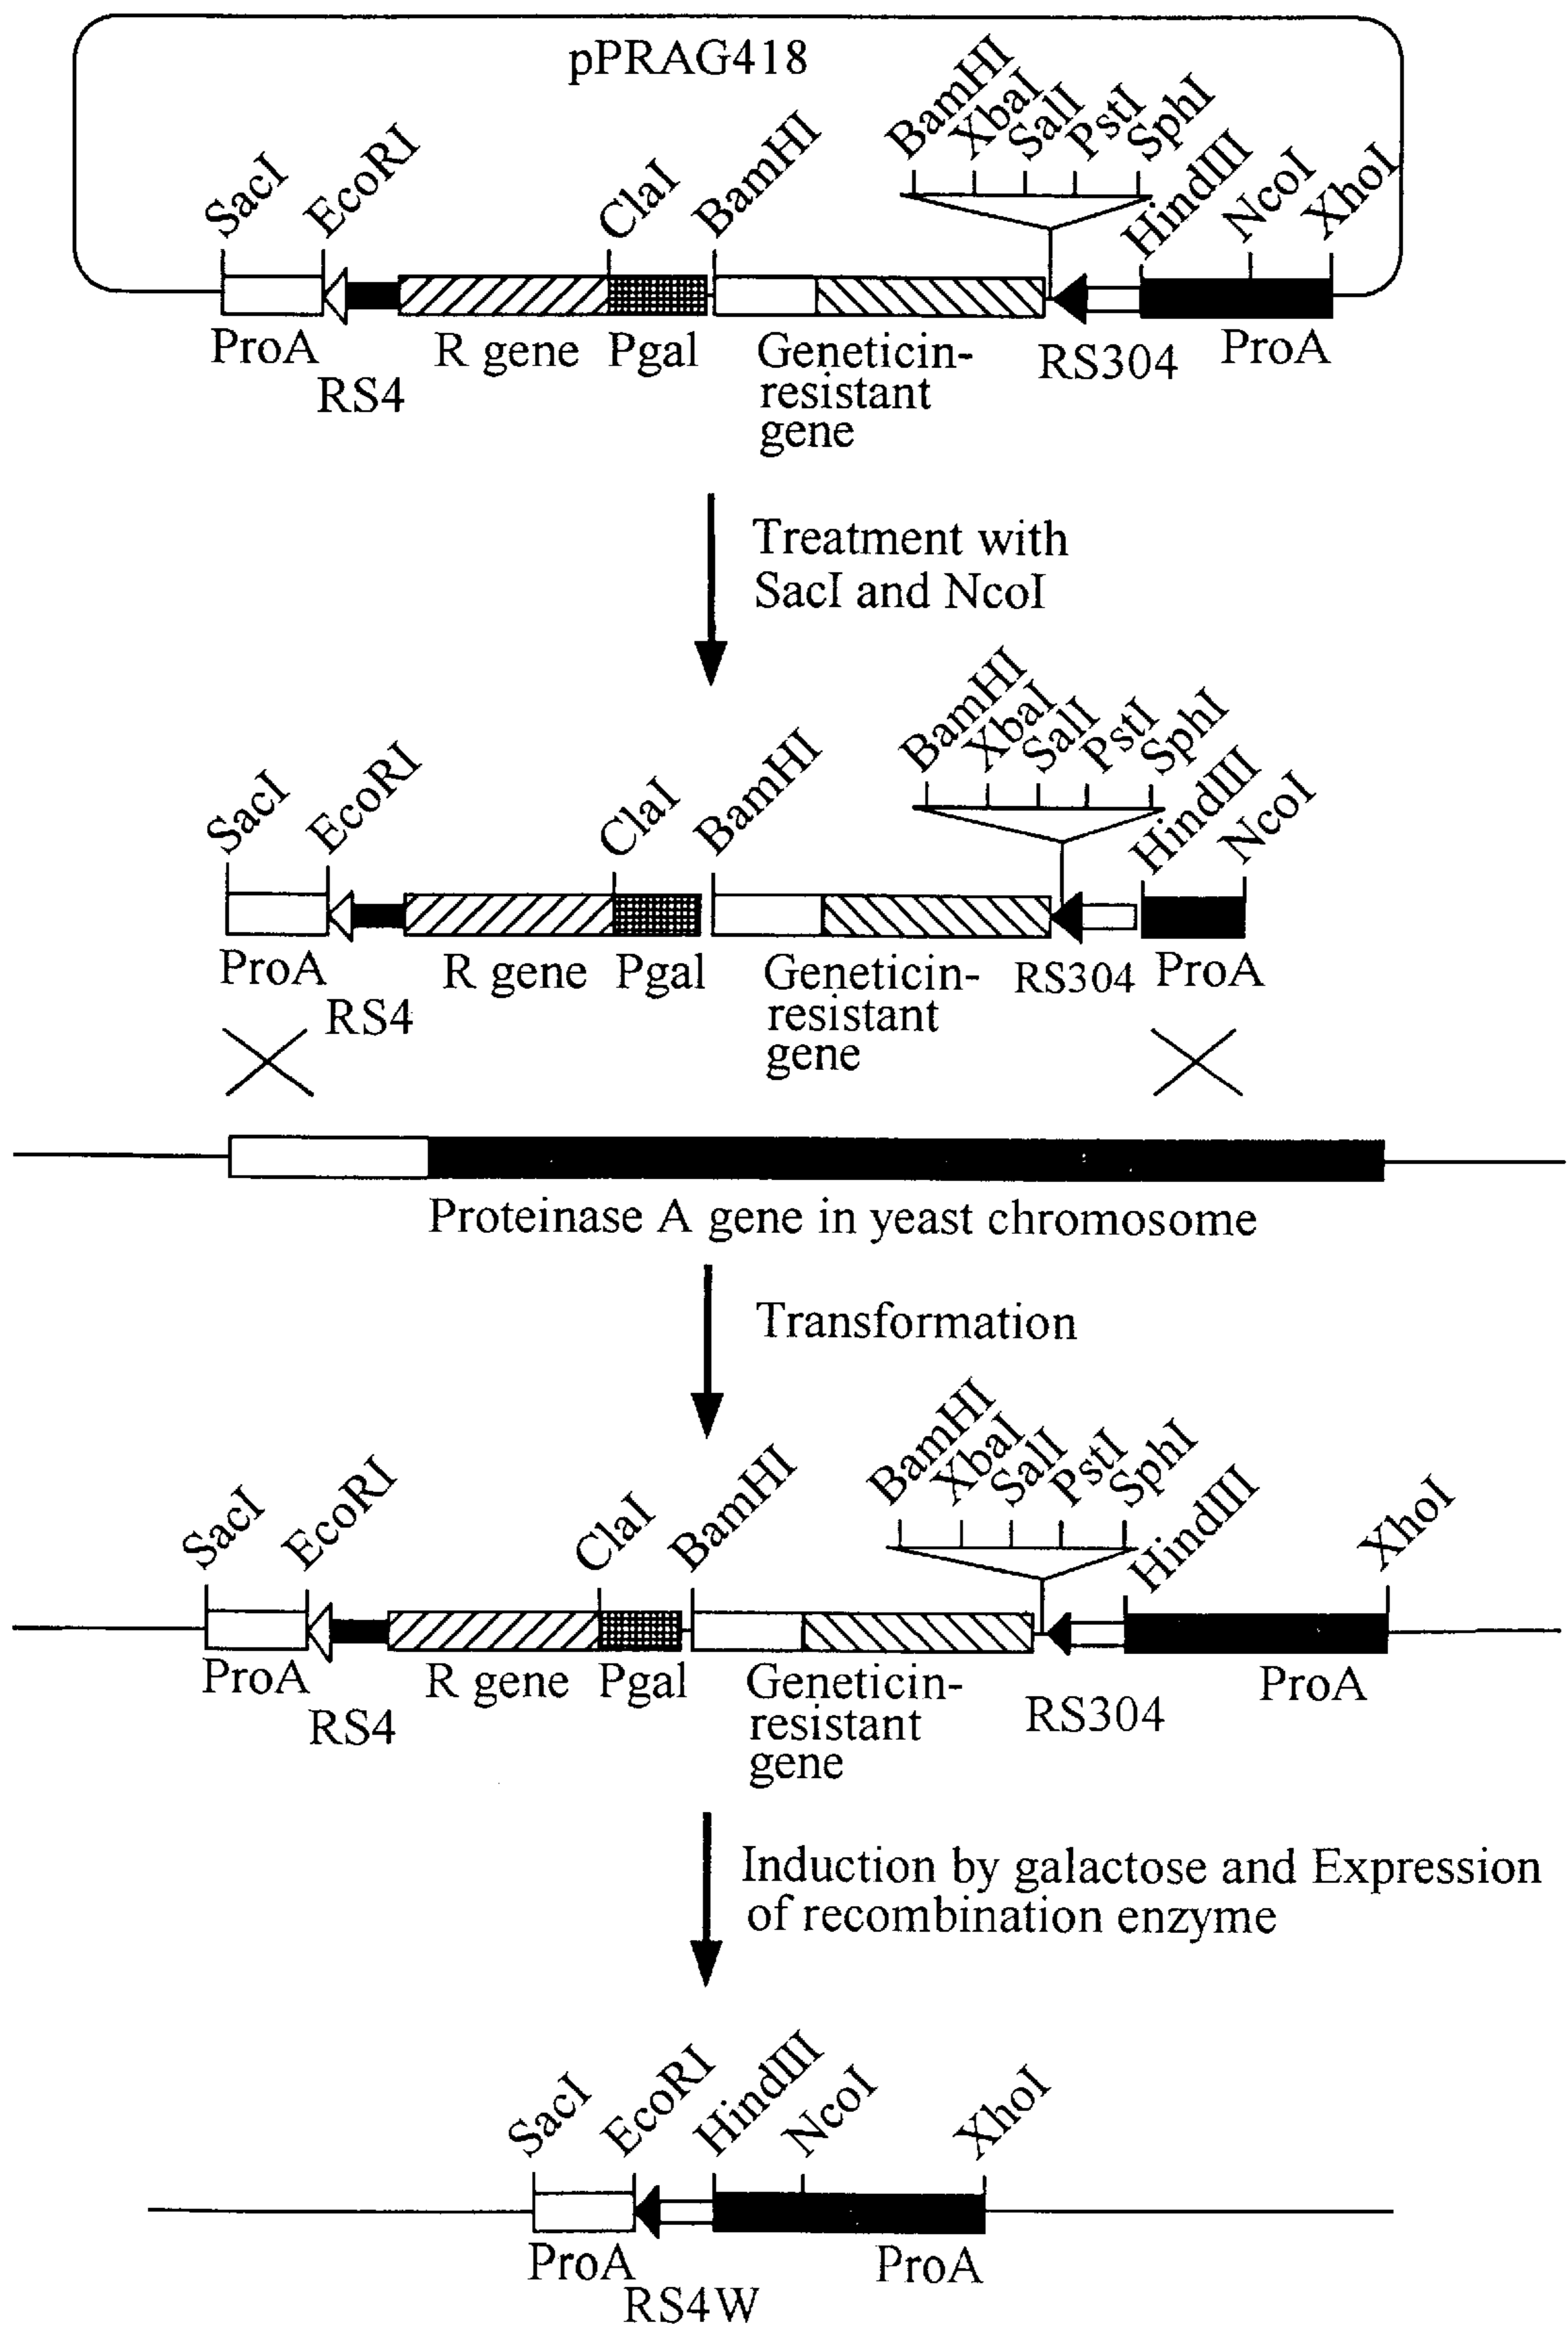 pPRAG418
BamHI
XbaI
SalI
PstI
SphI
SacI
EcoRI
ClaI
BamHI
HindIII
NcoI
XhoI
ProA
RS4
R gene
Pgal
Geneticin-
resistant
gene
RS304
ProA
Treatment with
SacI and NcoI
BamHI
XbaI
SalI
PstI
SphI
SacI
EcoRI
ClaI
BamHI
HindIII
NcoI
ProA
RS4
R gene
Pgal
Geneticin-
resistant
gene
RS304
ProA
Proteinase A gene in yeast chromosome
Transformation
BamHI
XbaI
SalI
PstI
SphI
SacI
EcoRI
ClaI
BamHI
HindIII
XhoI
ProA
RS4
R gene
Pgal
Geneticin-
resistant
gene
RS304
ProA
Induction by galactose and Expression
of recombination enzyme
SacI
EcoRI
HindIII
NcoI
XhoI
ProA
RS4W
ProA